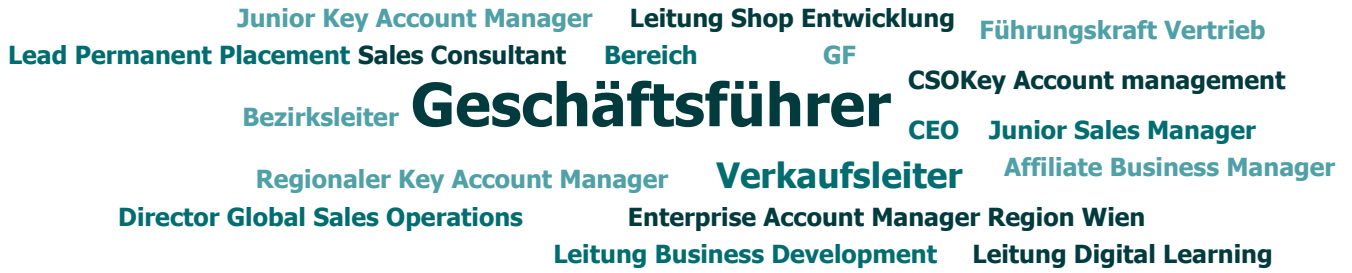 Junior Key Account Manager Leitung Shop Entwicklung Führungskraft Vertrieb
Lead Permanent Placement Sales Consultant Bereich GF
CSOKey Account management
Bezirksleiter Geschäftsführer
CEO Junior Sales Manager
Regionaler Key Account Manager Verkaufsleiter Affiliate Business Manager
Director Global Sales Operations Enterprise Account Manager Region Wien
Leitung Business Development Leitung Digital Learning